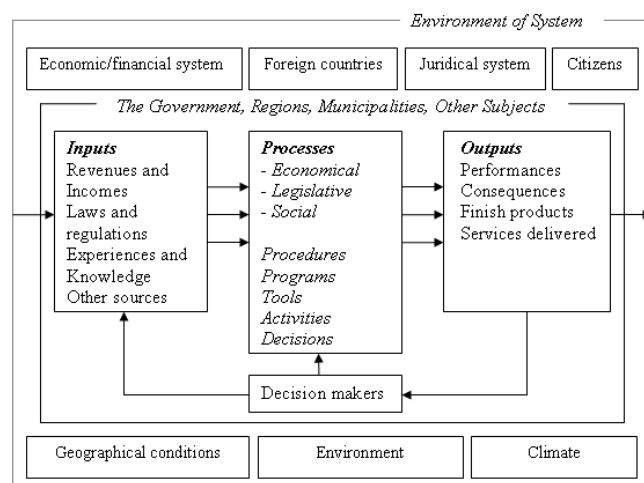 Environment of System
Economic/financial system
Foreign countries
Juridical system
Citizens
The Government, Regions, Municipalities, Other Subjects
Inputs
Revenues and
Incomes
Laws and
regulations
Experiences and
Knowledge
Other sources
Processes
- Economical
- Legislative
- Social
Procedures
Programs
Tools
Activities
Decisions
Outputs
Performances
Consequences
Finish products
Services delivered
Decision makers
Geographical conditions
Environment
Climate